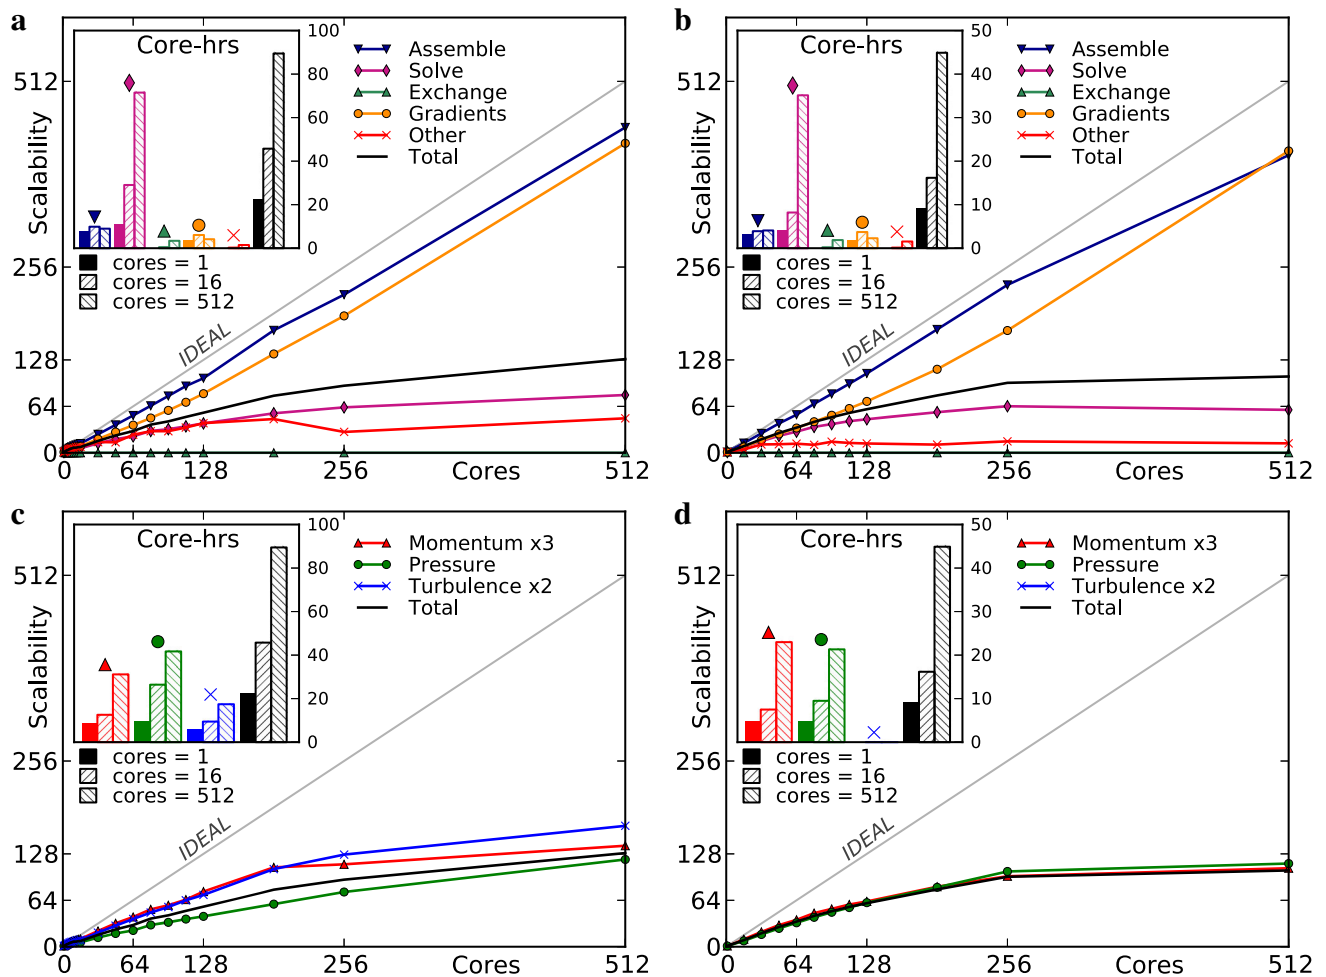 a
Core-hrs
100
80
60
40
20
0
Assemble
Solve
Exchange
Gradients
Other
Total
cores = 1
cores = 16
cores = 512
IDEAL
Scalability
512
256
128
64
0
0 64 128 256 Cores 512
b
Core-hrs
50
40
30
20
10
0
Assemble
Solve
Exchange
Gradients
Other
Total
cores = 1
cores = 16
cores = 512
IDEAL
Scalability
512
256
128
64
0
0 64 128 256 Cores 512
c
Core-hrs
100
80
60
40
20
0
Momentum x3
Pressure
Turbulence x2
Total
cores = 1
cores = 16
cores = 512
IDEAL
Scalability
512
256
128
64
0
0 64 128 256 Cores 512
d
Core-hrs
50
40
30
20
10
0
Momentum x3
Pressure
Turbulence x2
Total
cores = 1
cores = 16
cores = 512
IDEAL
Scalability
512
256
128
64
0
0 64 128 256 Cores 512